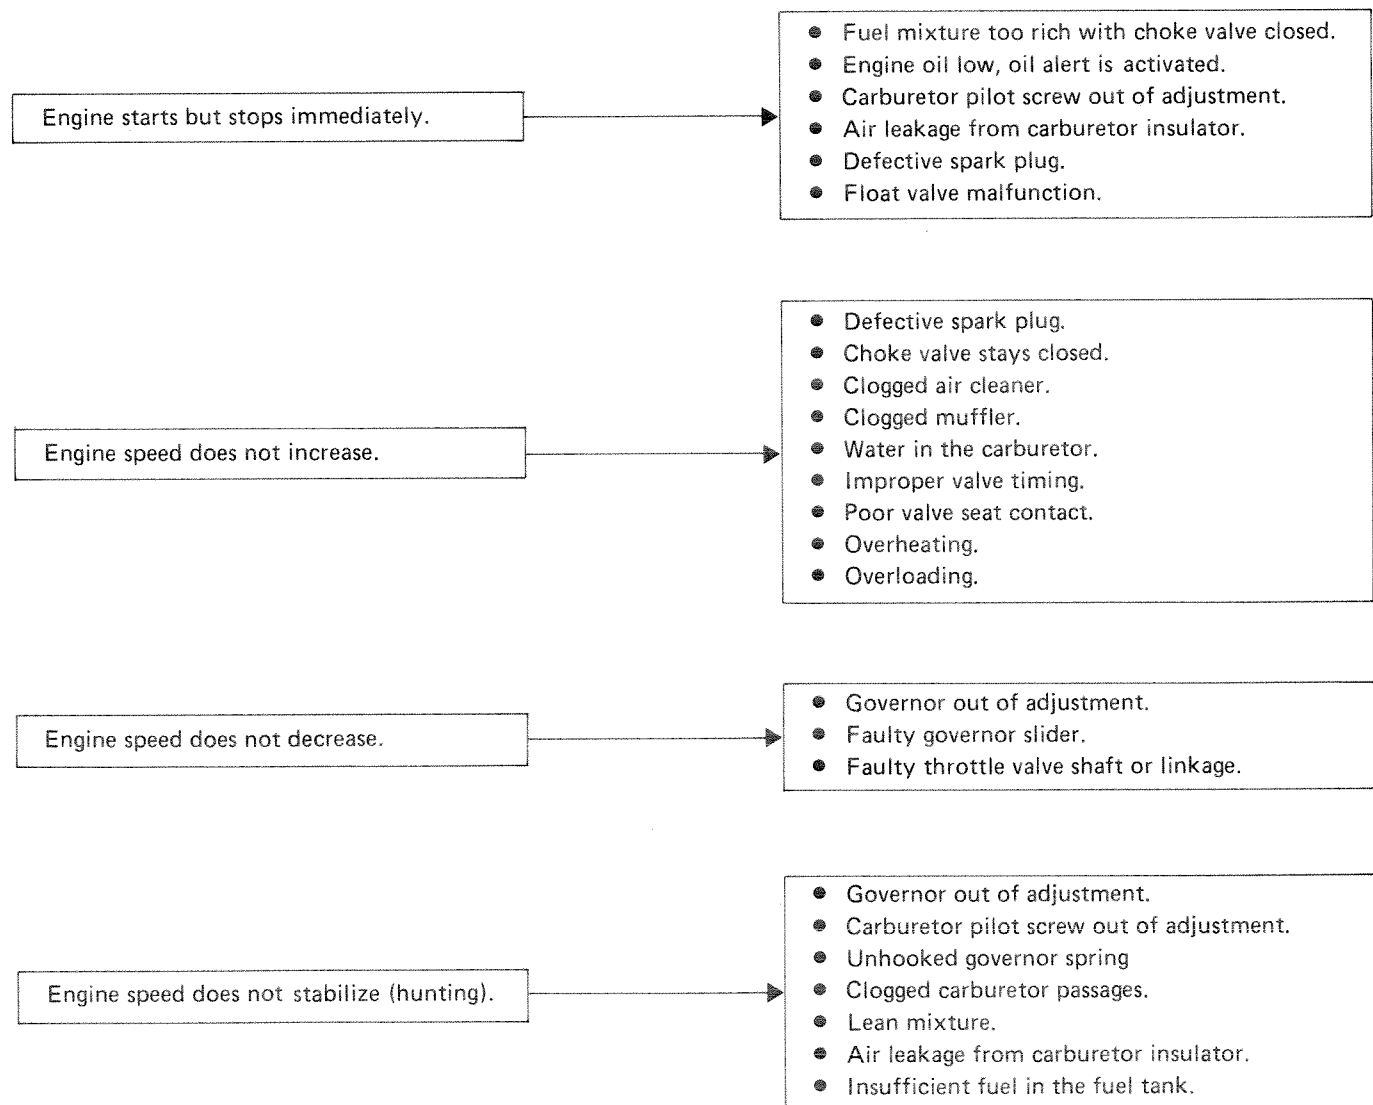 Engine starts but stops immediately.
● Fuel mixture too rich with choke valve closed.
● Engine oil low, oil alert is activated.
● Carburetor pilot screw out of adjustment.
● Air leakage from carburetor insulator.
● Defective spark plug.
● Float valve malfunction.
Engine speed does not increase.
● Defective spark plug.
● Choke valve stays closed.
● Clogged air cleaner.
● Clogged muffler.
● Water in the carburetor.
● Improper valve timing.
● Poor valve seat contact.
● Overheating.
● Overloading.
Engine speed does not decrease.
● Governor out of adjustment.
● Faulty governor slider.
● Faulty throttle valve shaft or linkage.
Engine speed does not stabilize (hunting).
● Governor out of adjustment.
● Carburetor pilot screw out of adjustment.
● Unhooked governor spring
● Clogged carburetor passages.
● Lean mixture.
● Air leakage from carburetor insulator.
● Insufficient fuel in the fuel tank.